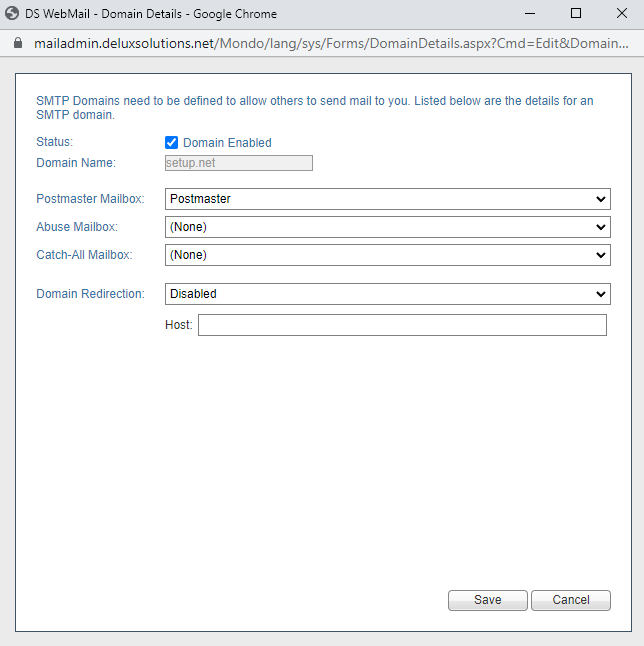 DS WebMail - Domain Details - Google Chrome
mailadmin.deluxsolutions.net/Mondo/lang/sys/Forms/DomainDetails.aspx?Cmd=Edit&Domain...
SMTP Domains need to be defined to allow others to send mail to you. Listed below are the details for an
SMTP domain.
Status: Domain Enabled
Domain Name: setup.net
Postmaster Mailbox: Postmaster
Abuse Mailbox: (None)
Catch-All Mailbox: (None)
Domain Redirection: Disabled
Host:
Save Cancel